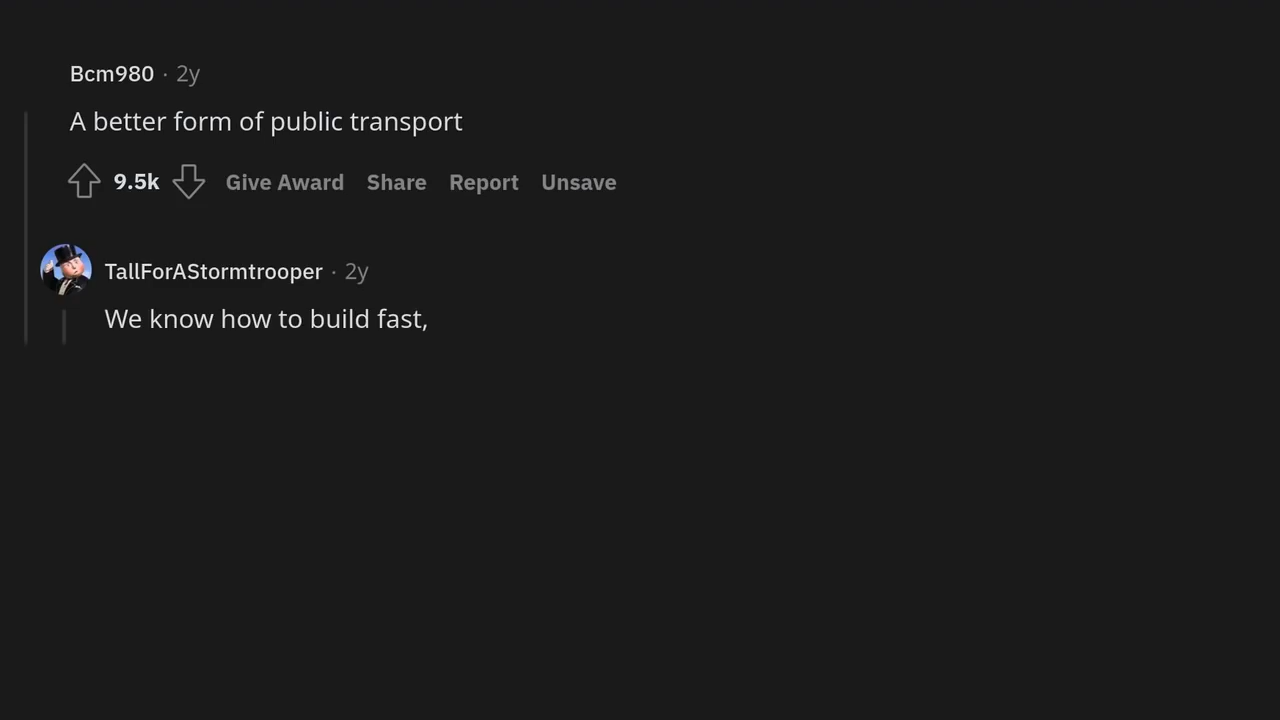 Bcm980 · 2y
A better form of public transport
9.5k Give Award Share Report Unsave
TallForAStormtrooper · 2y
We know how to build fast,